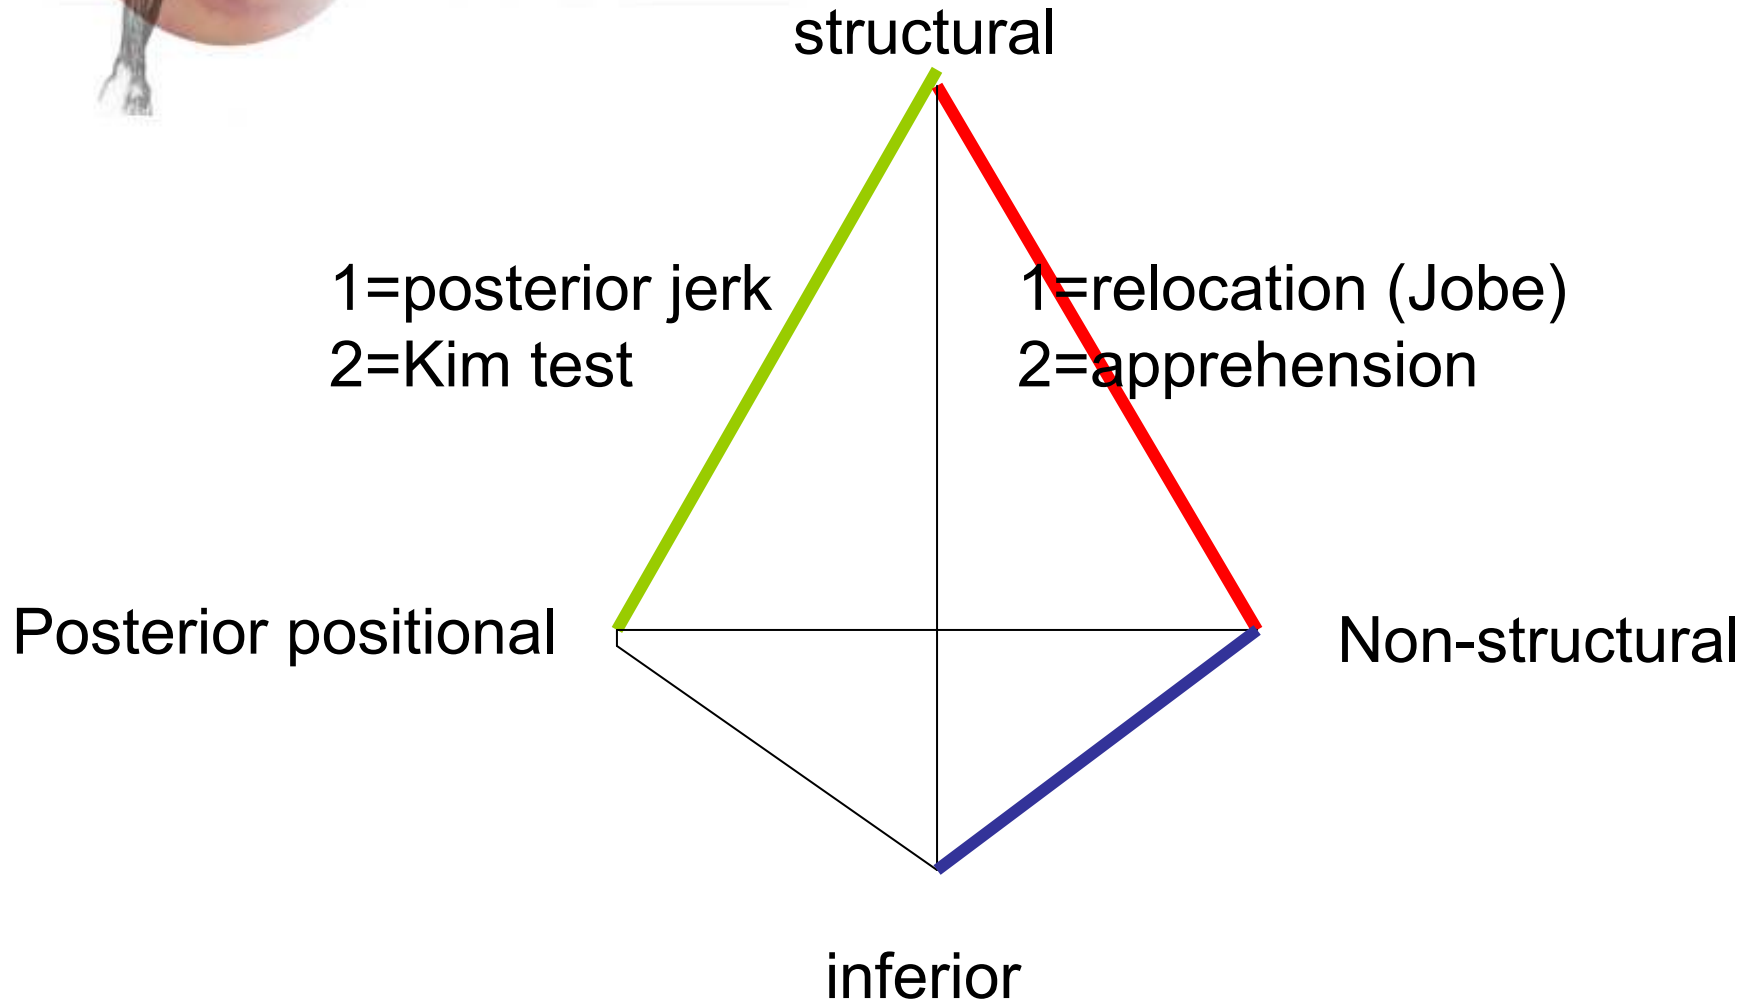 structural
1=posterior jerk
2=Kim test
1=relocation (Jobe)
2=apprehension
Posterior positional
Non-structural
inferior